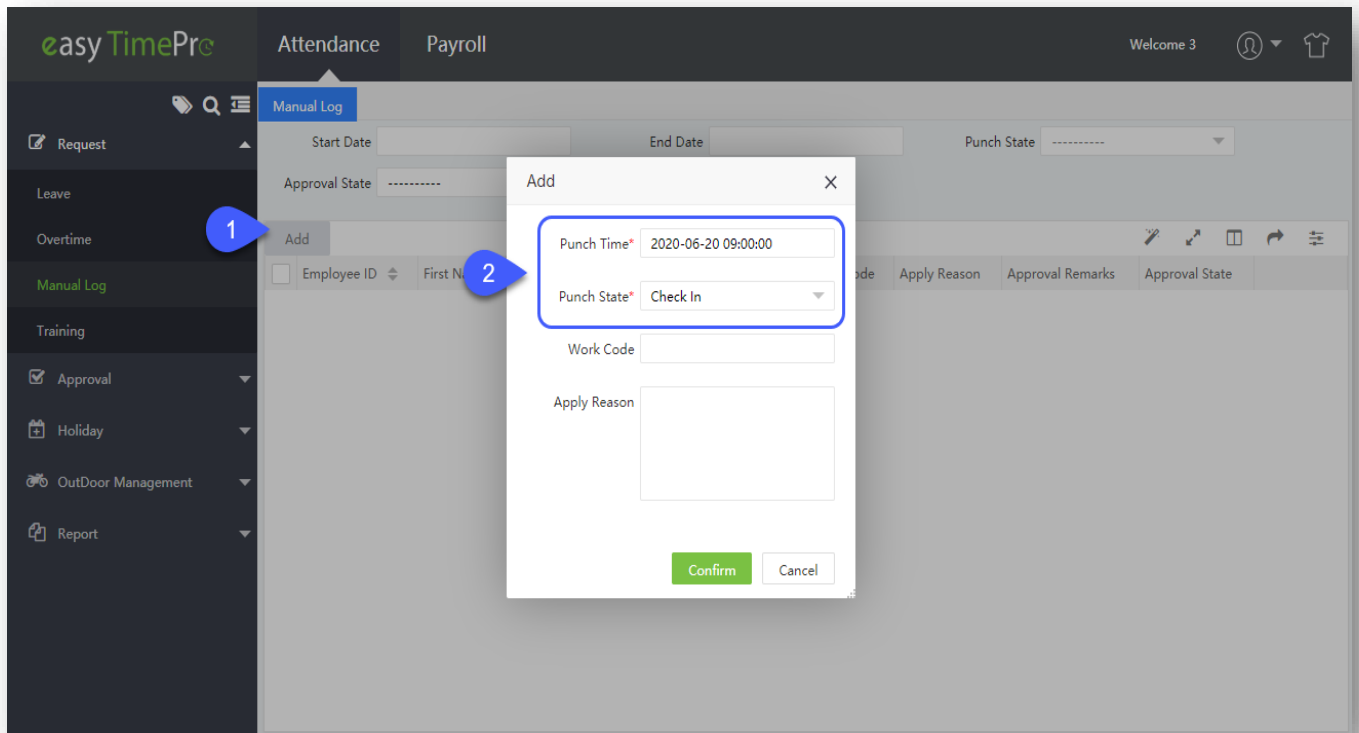 easy TimePro
Attendance
Payroll
Welcome 3
Manual Log
Request
Start Date
End Date
Punch State ----------
Approval State ----------
Leave
Overtime
Manual Log
Training
Approval
Holiday
OutDoor Management
Report
1
Add
Employee ID
Apply Reason
Approval Remarks
Approval State
Add
2
Punch Time* 2020-06-20 09:00:00
Punch State* Check In
Work Code
Apply Reason
Confirm
Cancel